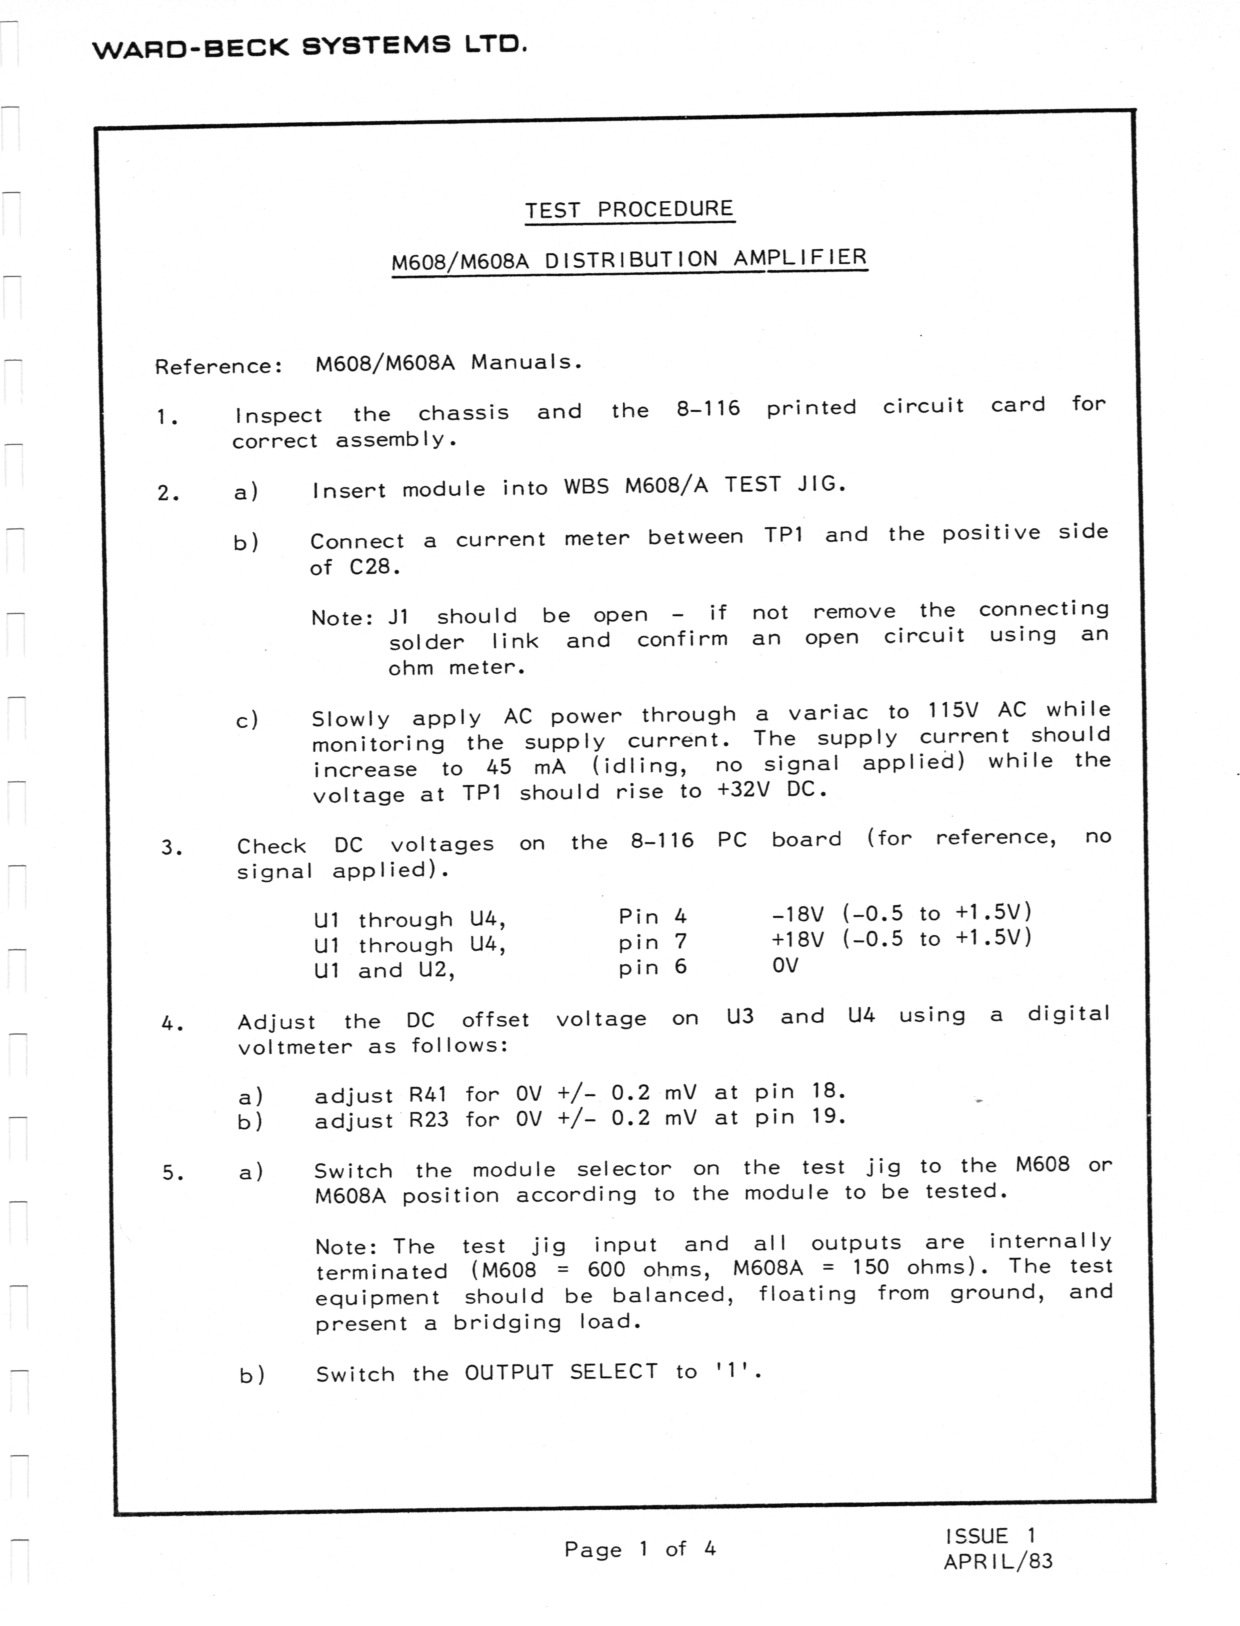 WARD-BECK SYSTEMS LTD.
TEST PROCEDURE
M608/M608A DISTRIBUTION AMPLIFIER
Reference: M608/M608A Manuals.
1. Inspect the chassis and the 8-116 printed circuit card for
correct assembly.
2. a) Insert module into WBS M608/A TEST JIG.
b) Connect a current meter between TP1 and the positive side
of C28.
Note: J1 should be open - if not remove the connecting
solder link and confirm an open circuit using an
ohm meter.
c) Slowly apply AC power through a variac to 115V AC while
monitoring the supply current. The supply current should
increase to 45 mA (idling, no signal applied) while the
voltage at TP1 should rise to +32V DC.
3. Check DC voltages on the 8-116 PC board (for reference, no
signal applied).
U1 through U4, Pin 4 -18V (-0.5 to +1.5V)
U1 through U4, pin 7 +18V (-0.5 to +1.5V)
U1 and U2, pin 6 0V
4. Adjust the DC offset voltage on U3 and U4 using a digital
voltmeter as follows:
a) adjust R41 for 0V +/- 0.2 mV at pin 18.
b) adjust R23 for 0V +/- 0.2 mV at pin 19.
5. a) Switch the module selector on the test jig to the M608 or
M608A position according to the module to be tested.
Note: The test jig input and all outputs are internally
terminated (M608 = 600 ohms, M608A = 150 ohms). The test
equipment should be balanced, floating from ground, and
present a bridging load.
b) Switch the OUTPUT SELECT to '1'.
Page 1 of 4
ISSUE 1
APRIL/83